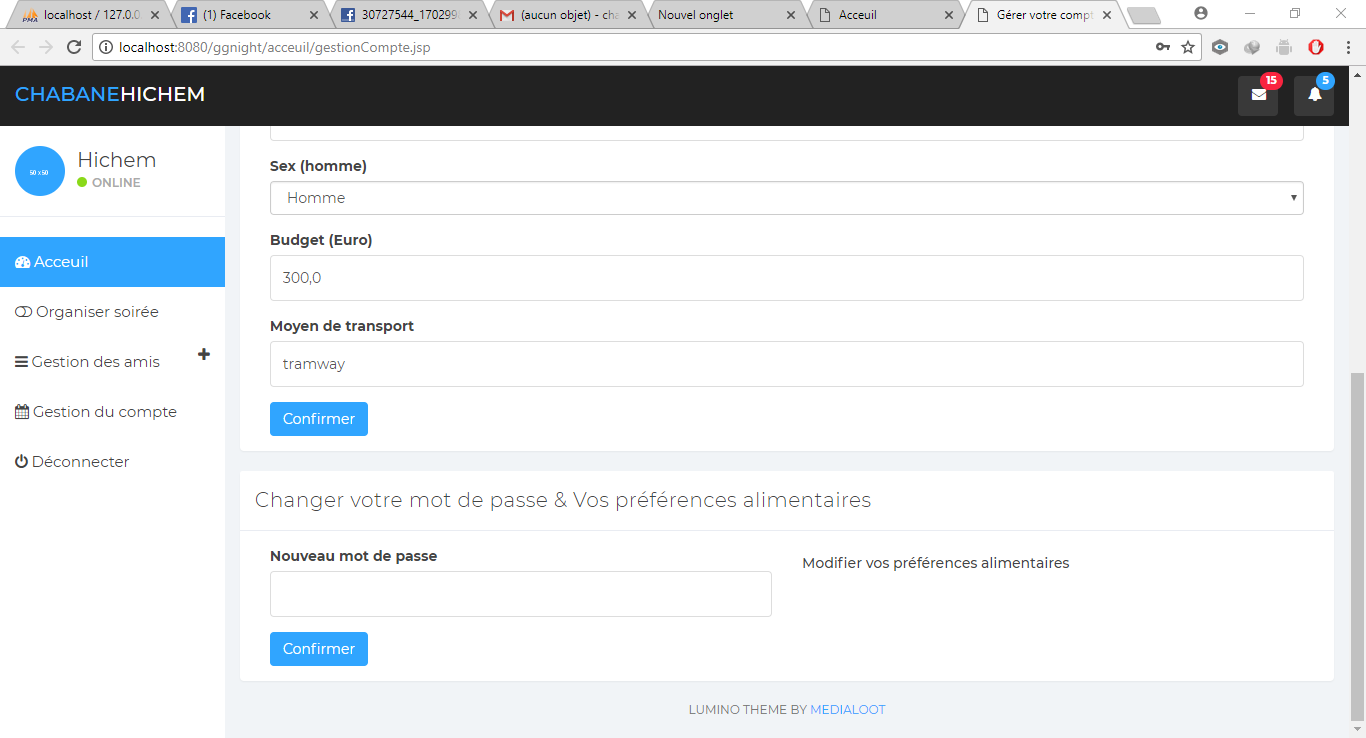 localhost / 127.0.0
(1) Facebook
30727544_170299
(aucun objet) - cha
Nouvel onglet
Acceuil
Gérer votre compt
localhost:8080/ggnight/acceuil/gestionCompte.jsp
CHABANEHICHEM
15
5
50 x 50
Hichem
ONLINE
Acceuil
Organiser soirée
Gestion des amis
Gestion du compte
Déconnecter
Sex (homme)
Homme
Budget (Euro)
300,0
Moyen de transport
tramway
Confirmer
Changer votre mot de passe & Vos préférences alimentaires
Nouveau mot de passe
Modifier vos préférences alimentaires
Confirmer
LUMINO THEME BY MEDIALOOT